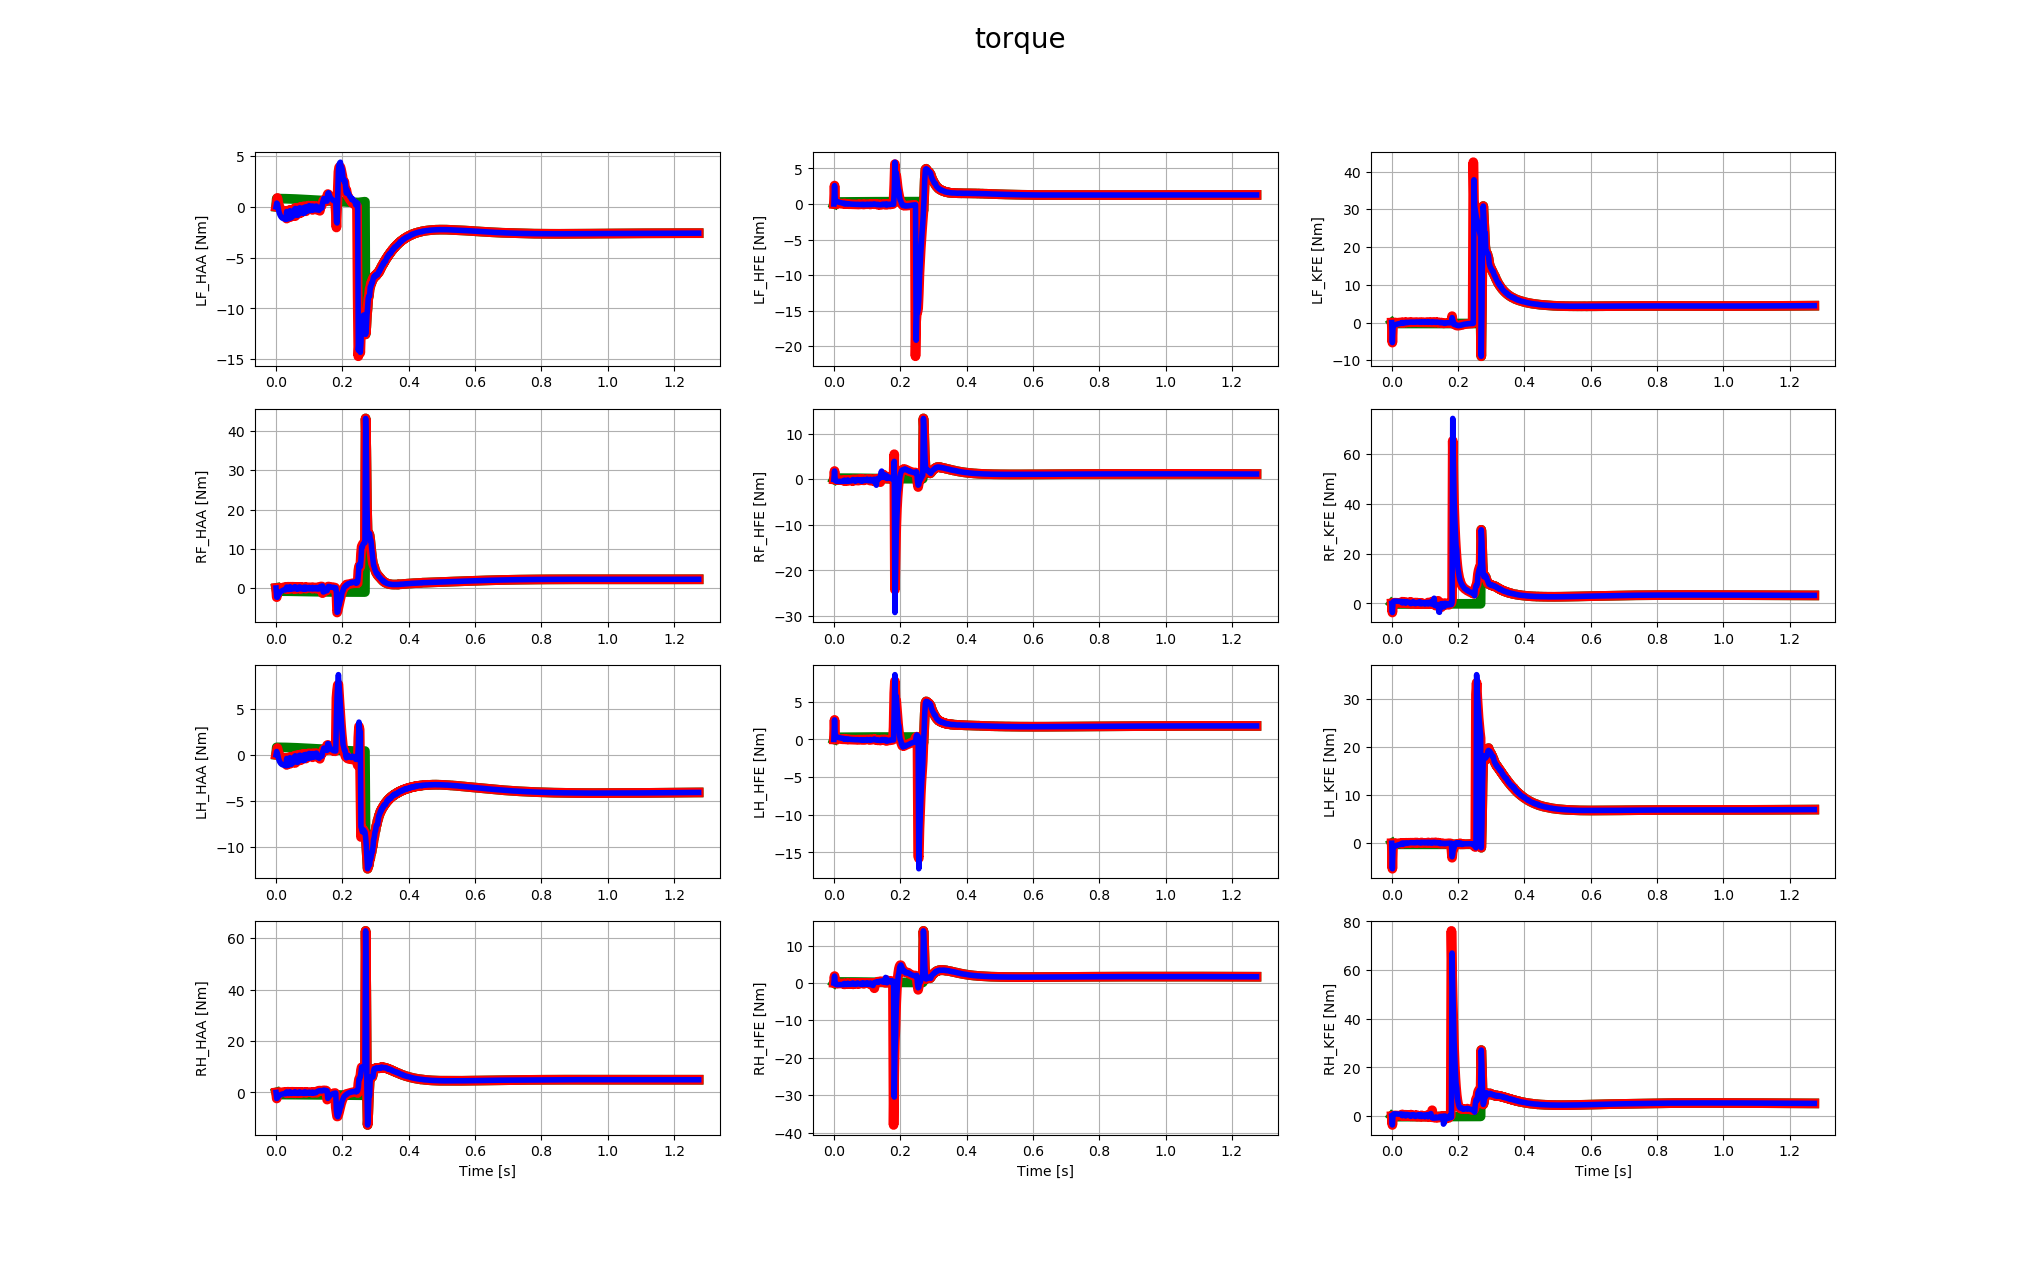 torque
LF_HAA [Nm]
5
0
−5
−10
−15
0.0 0.2 0.4 0.6 0.8 1.0 1.2
LF_HFE [Nm]
5
0
−5
−10
−15
−20
0.0 0.2 0.4 0.6 0.8 1.0 1.2
LF_KFE [Nm]
40
30
20
10
0
−10
0.0 0.2 0.4 0.6 0.8 1.0 1.2
RF_HAA [Nm]
40
30
20
10
0
0.0 0.2 0.4 0.6 0.8 1.0 1.2
RF_HFE [Nm]
10
0
−10
−20
−30
0.0 0.2 0.4 0.6 0.8 1.0 1.2
RF_KFE [Nm]
60
40
20
0
0.0 0.2 0.4 0.6 0.8 1.0 1.2
LH_HAA [Nm]
5
0
−5
−10
0.0 0.2 0.4 0.6 0.8 1.0 1.2
LH_HFE [Nm]
5
0
−5
−10
−15
0.0 0.2 0.4 0.6 0.8 1.0 1.2
LH_KFE [Nm]
30
20
10
0
0.0 0.2 0.4 0.6 0.8 1.0 1.2
RH_HAA [Nm]
60
40
20
0
0.0 0.2 0.4 0.6 0.8 1.0 1.2
Time [s]
RH_HFE [Nm]
10
0
−10
−20
−30
−40
0.0 0.2 0.4 0.6 0.8 1.0 1.2
Time [s]
RH_KFE [Nm]
80
60
40
20
0
0.0 0.2 0.4 0.6 0.8 1.0 1.2
Time [s]